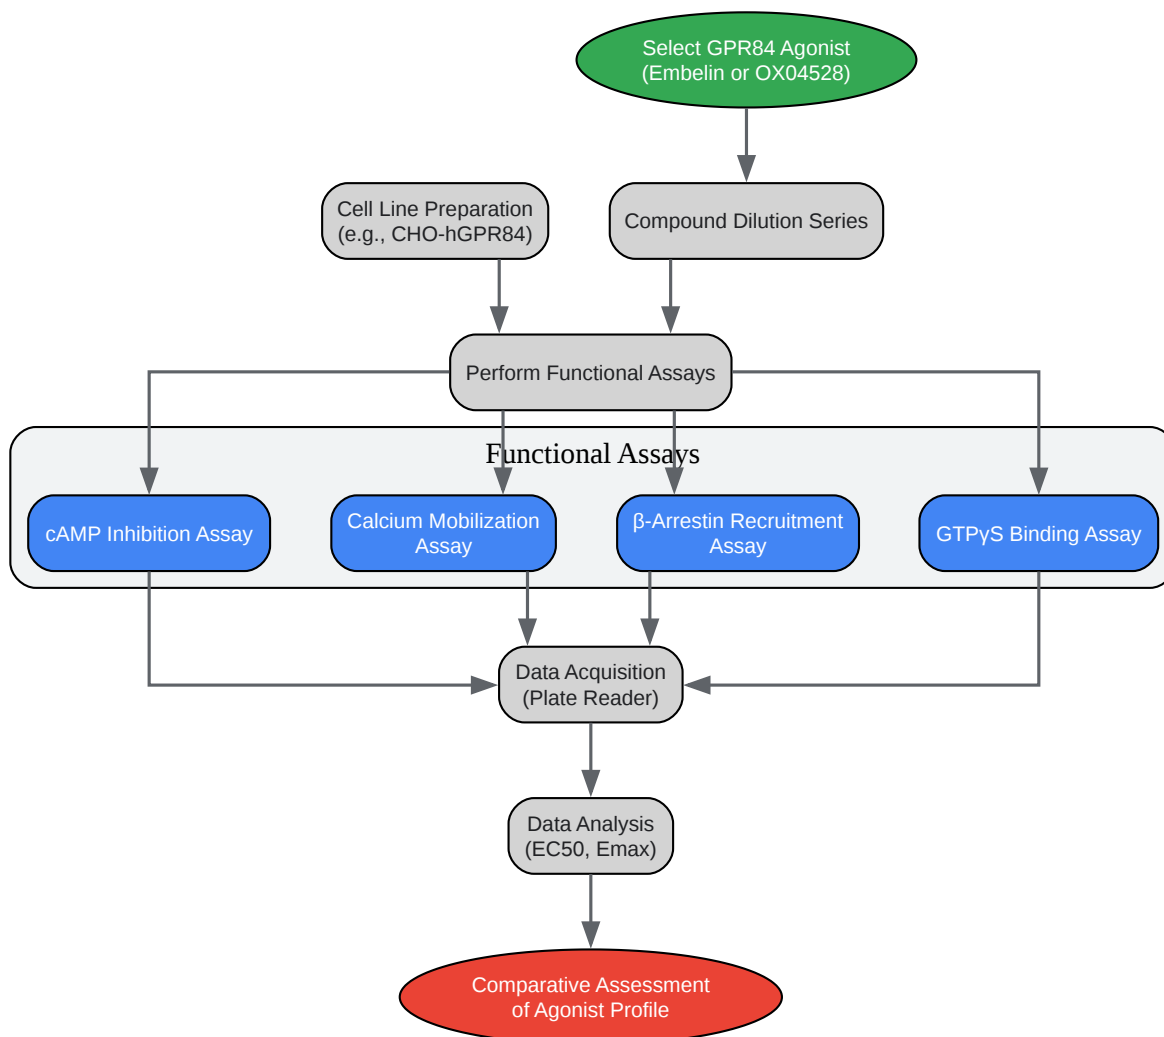 Select GPR84 Agonist
(Embelin or OX04528)
Cell Line Preparation
(e.g., CHO-hGPR84)
Compound Dilution Series
Perform Functional Assays
Functional Assays
cAMP Inhibition Assay
Calcium Mobilization
Assay
β-Arrestin Recruitment
Assay
GTPγS Binding Assay
Data Acquisition
(Plate Reader)
Data Analysis
(EC50, Emax)
Comparative Assessment
of Agonist Profile